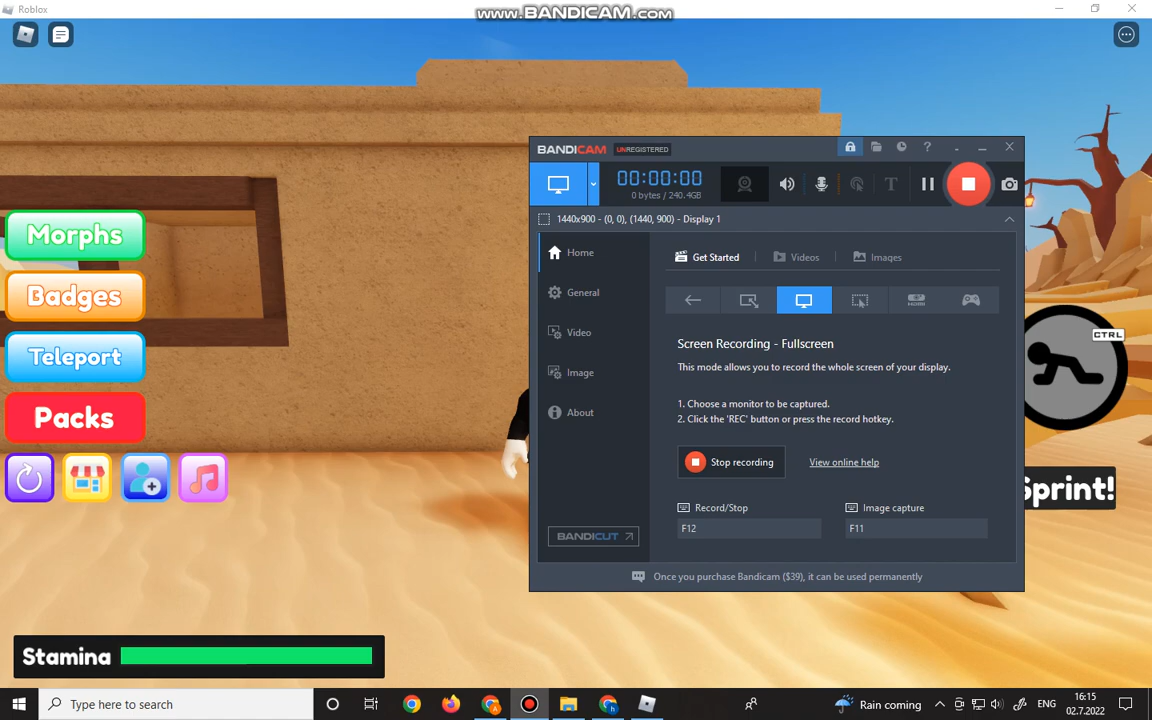 Roblox
www.BANDICAM.com
BANDICAM UNREGISTERED
00:00:00
0 bytes / 240.4GB
1440x900 - (0, 0), (1440, 900) - Display 1
Home
General
Video
Image
About
BANDICUT
Get Started
Videos
Images
HDMI
Screen Recording - Fullscreen
This mode allows you to record the whole screen of your display.
1. Choose a monitor to be captured.
2. Click the 'REC' button or press the record hotkey.
Stop recording
View online help
Record/Stop
Image capture
F12
F11
Once you purchase Bandicam ($39), it can be used permanently
Morphs
Badges
Teleport
Packs
CTRL
Sprint!
Stamina
Type here to search
Rain coming
ENG
16:15
02.7.2022